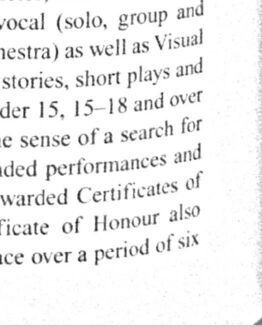 vocal (solo, group and
hestra) as well as Visual
stories, short plays and
der 15, 15–18 and over
e sense of a search for
ded performances and
warded Certificates of
ficate of Honour also
ce over a period of six